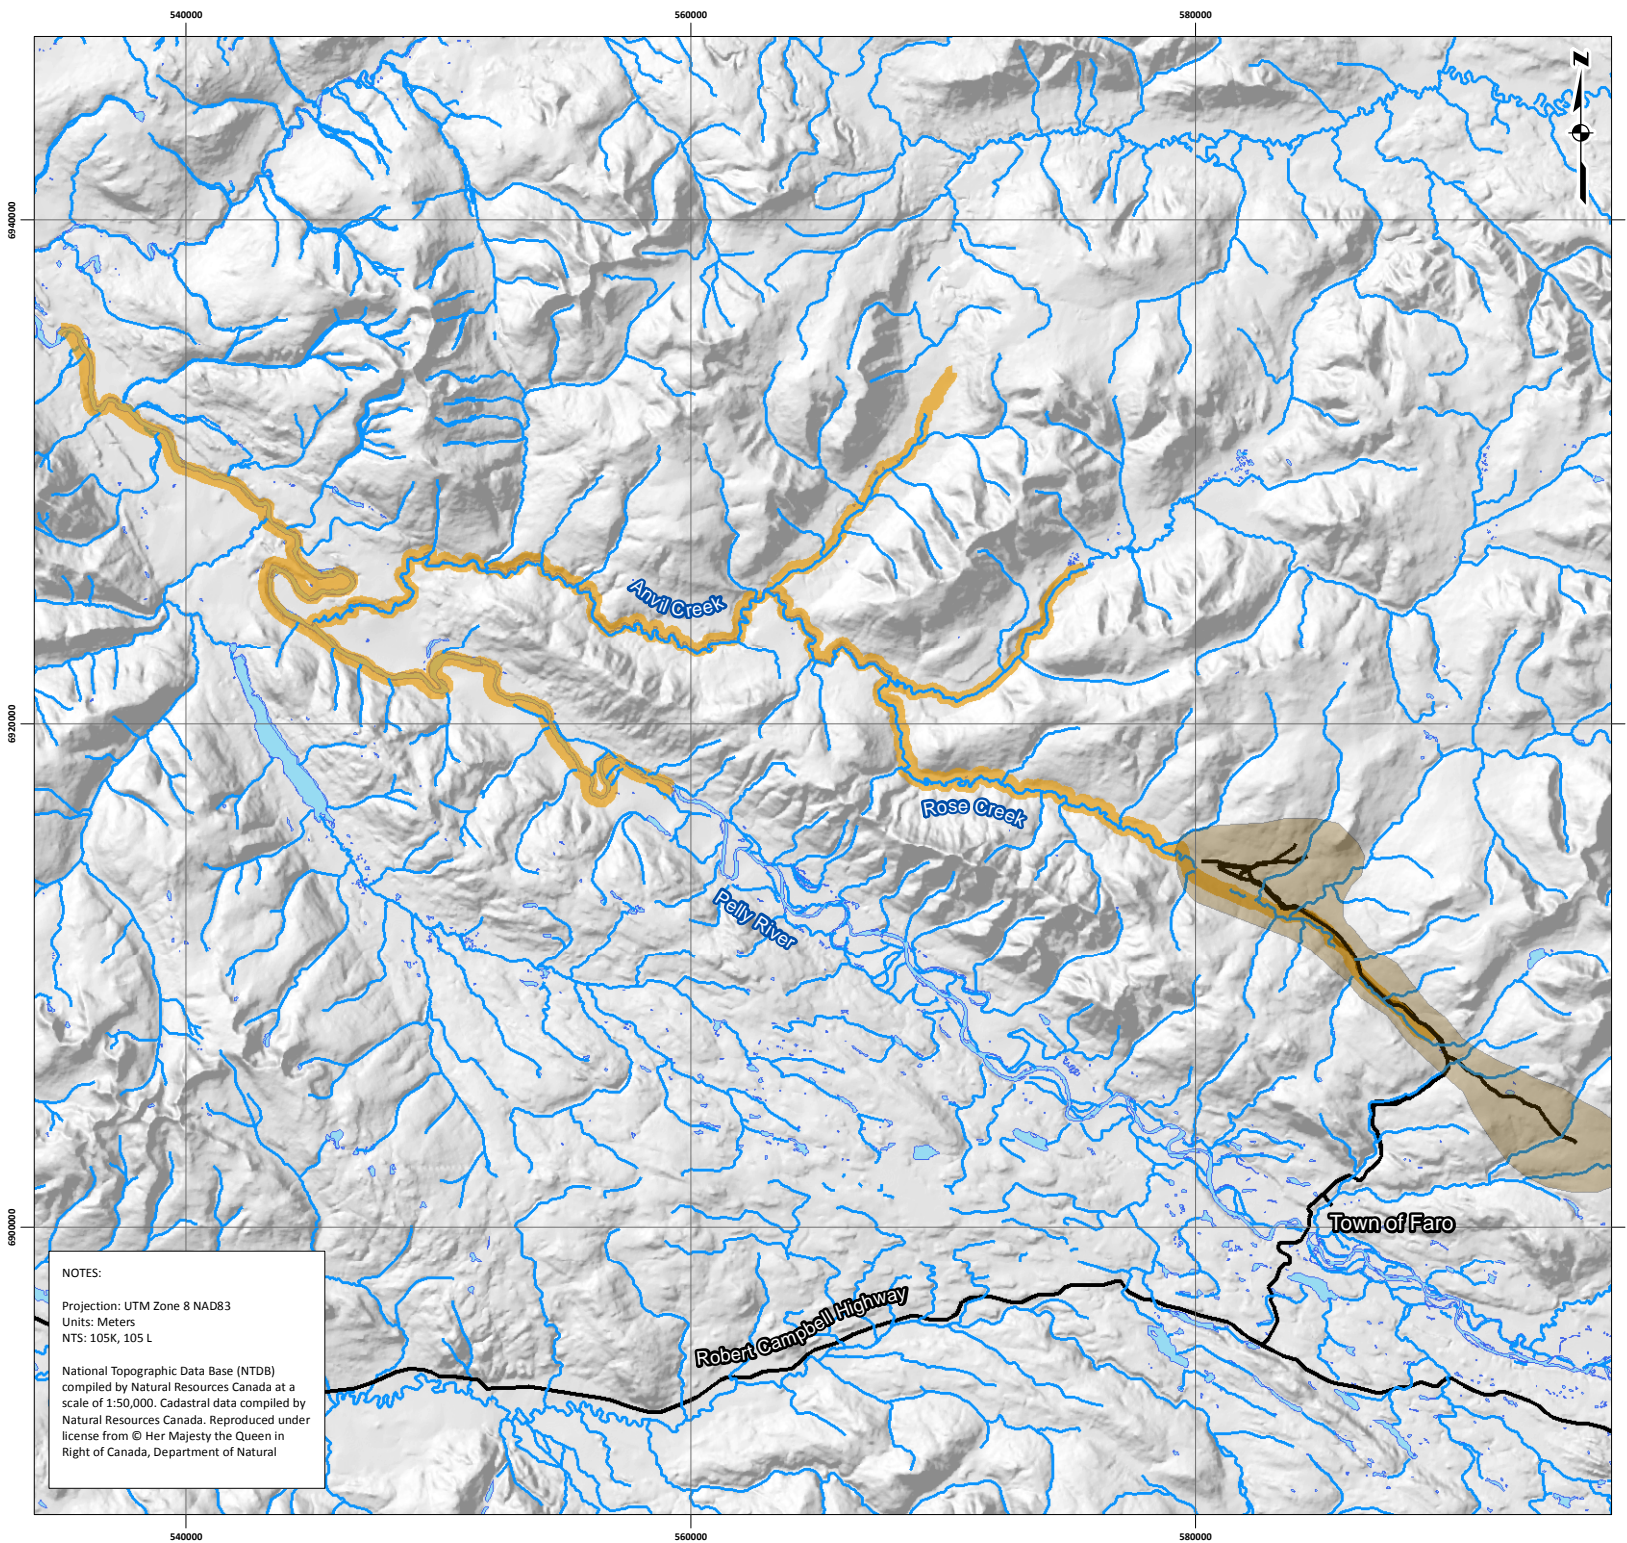 540000
560000
580000
N
6940000
6920000
6900000
Anvil Creek
Rose Creek
Pelly River
Town of Faro
Robert Campbell Highway
NOTES:
Projection: UTM Zone 8 NAD83
Units: Meters
NTS: 105K, 105 L
National Topographic Data Base (NTDB)
compiled by Natural Resources Canada at a
scale of 1:50,000. Cadastral data compiled by
Natural Resources Canada. Reproduced under
license from © Her Majesty the Queen in
Right of Canada, Department of Natural
540000
560000
580000